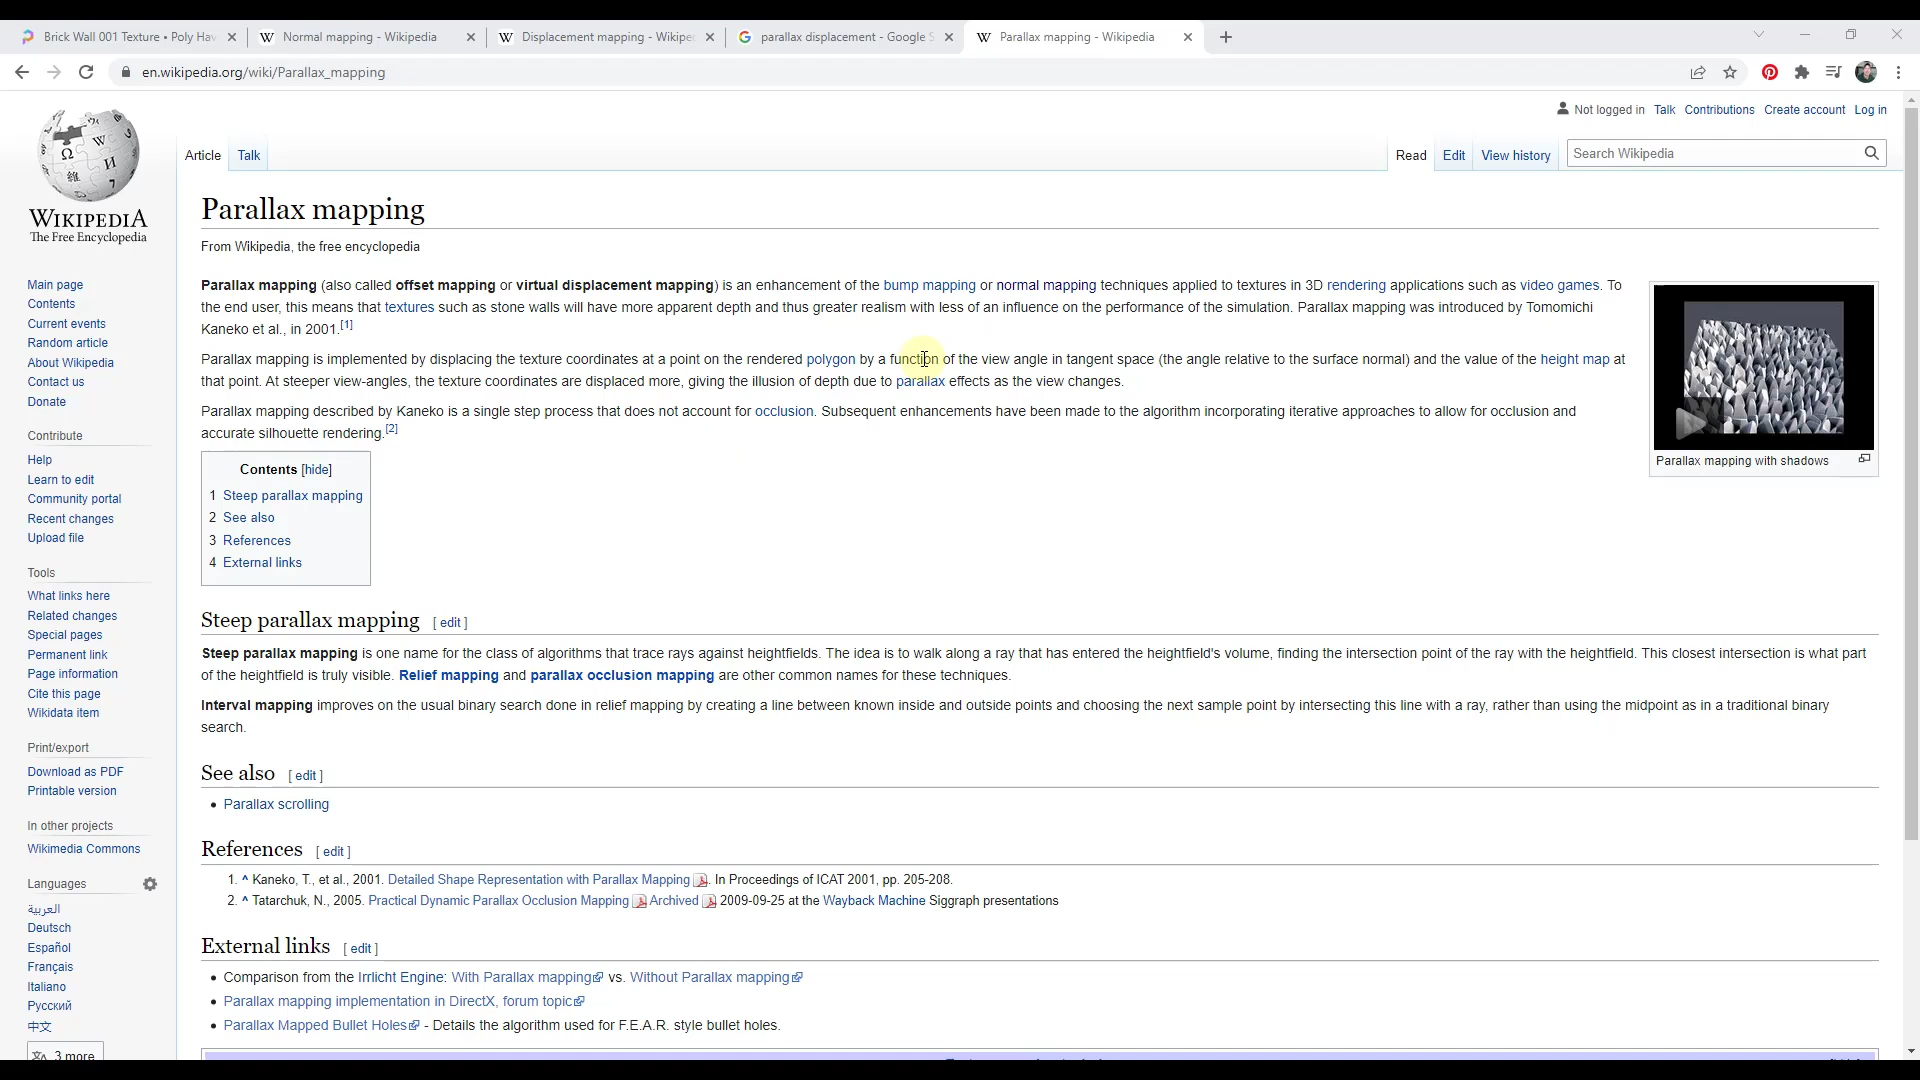 Brick Wall 001 Texture • Poly Hav
Normal mapping - Wikipedia
Displacement mapping - Wikipe
parallax displacement - Google S
Parallax mapping - Wikipedia
en.wikipedia.org/wiki/Parallax_mapping
Not logged in Talk Contributions Create account Log in
Article Talk
Read Edit View history
Search Wikipedia
WIKIPEDIA
The Free Encyclopedia
Main page
Contents
Current events
Random article
About Wikipedia
Contact us
Donate
Contribute
Help
Learn to edit
Community portal
Recent changes
Upload file
Tools
What links here
Related changes
Special pages
Permanent link
Page information
Cite this page
Wikidata item
Print/export
Download as PDF
Printable version
In other projects
Wikimedia Commons
Languages
العربية
Deutsch
Español
Français
Italiano
Русский
中文
3 more
Parallax mapping
From Wikipedia, the free encyclopedia
Parallax mapping (also called offset mapping or virtual displacement mapping) is an enhancement of the bump mapping or normal mapping techniques applied to textures in 3D rendering applications such as video games. To
the end user, this means that textures such as stone walls will have more apparent depth and thus greater realism with less of an influence on the performance of the simulation. Parallax mapping was introduced by Tomomichi
Kaneko et al., in 2001.[1]
Parallax mapping is implemented by displacing the texture coordinates at a point on the rendered polygon by a function of the view angle in tangent space (the angle relative to the surface normal) and the value of the height map at
that point. At steeper view-angles, the texture coordinates are displaced more, giving the illusion of depth due to parallax effects as the view changes.
Parallax mapping described by Kaneko is a single step process that does not account for occlusion. Subsequent enhancements have been made to the algorithm incorporating iterative approaches to allow for occlusion and
accurate silhouette rendering.[2]
Parallax mapping with shadows
Contents [hide]
1 Steep parallax mapping
2 See also
3 References
4 External links
Steep parallax mapping [ edit ]
Steep parallax mapping is one name for the class of algorithms that trace rays against heightfields. The idea is to walk along a ray that has entered the heightfield's volume, finding the intersection point of the ray with the heightfield. This closest intersection is what part
of the heightfield is truly visible. Relief mapping and parallax occlusion mapping are other common names for these techniques.
Interval mapping improves on the usual binary search done in relief mapping by creating a line between known inside and outside points and choosing the next sample point by intersecting this line with a ray, rather than using the midpoint as in a traditional binary
search.
See also [ edit ]
• Parallax scrolling
References [ edit ]
1. ^ Kaneko, T., et al., 2001. Detailed Shape Representation with Parallax Mapping. In Proceedings of ICAT 2001, pp. 205-208.
2. ^ Tatarchuk, N., 2005. Practical Dynamic Parallax Occlusion Mapping Archived 2009-09-25 at the Wayback Machine Siggraph presentations
External links [ edit ]
• Comparison from the Irrlicht Engine: With Parallax mapping vs. Without Parallax mapping
• Parallax mapping implementation in DirectX, forum topic
• Parallax Mapped Bullet Holes - Details the algorithm used for F.E.A.R. style bullet holes.